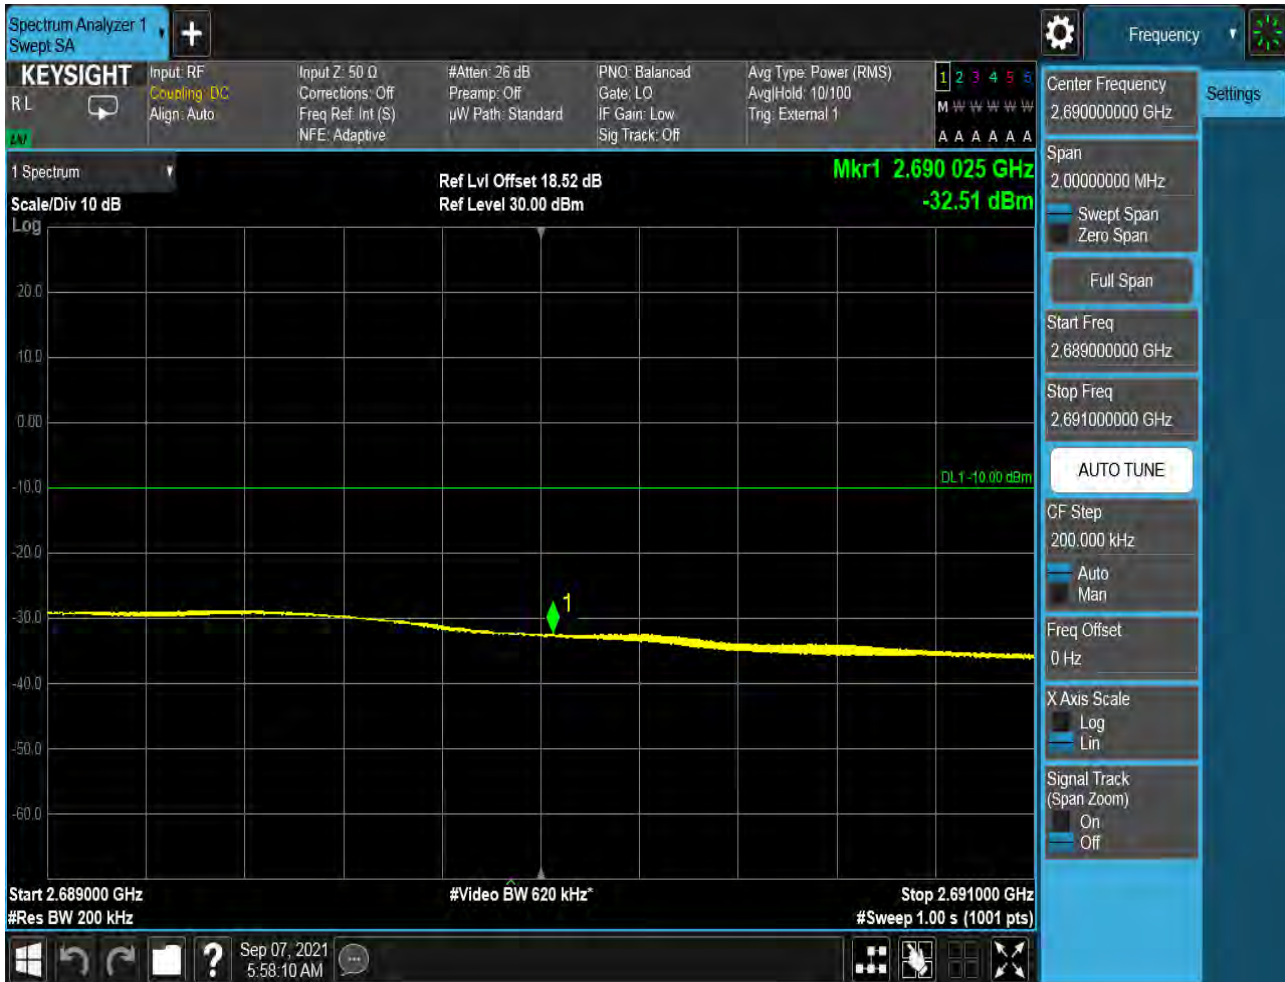 Spectrum Analyzer 1
Swept SA
+
Frequency
KEYSIGHT
R L
Input: RF
Coupling: DC
Align: Auto
Input Z: 50 Ω
Corrections: Off
Freq Ref: Int (S)
NFE: Adaptive
#Atten: 26 dB
Preamp: Off
µW Path: Standard
PNO: Balanced
Gate: LO
IF Gain: Low
Sig Track: Off
Avg Type: Power (RMS)
Avg|Hold: 10/100
Trig: External 1
1 2 3 4 5 6
M W W W W W
A A A A A A
1 Spectrum
Scale/Div 10 dB
Log
Ref Lvl Offset 18.52 dB
Ref Level 30.00 dBm
Mkr1 2.690 025 GHz
-32.51 dBm
20.0
10.0
0.00
-10.0
-20.0
-30.0
-40.0
-50.0
-60.0
DL1 -10.00 dBm
1
Start 2.689000 GHz
#Res BW 200 kHz
#Video BW 620 kHz*
Stop 2.691000 GHz
#Sweep 1.00 s (1001 pts)
Center Frequency
2.690000000 GHz
Span
2.00000000 MHz
Swept Span
Zero Span
Full Span
Start Freq
2.689000000 GHz
Stop Freq
2.691000000 GHz
AUTO TUNE
CF Step
200.000 kHz
Auto
Man
Freq Offset
0 Hz
X Axis Scale
Log
Lin
Signal Track
(Span Zoom)
On
Off
Settings
?
Sep 07, 2021
5:58:10 AM